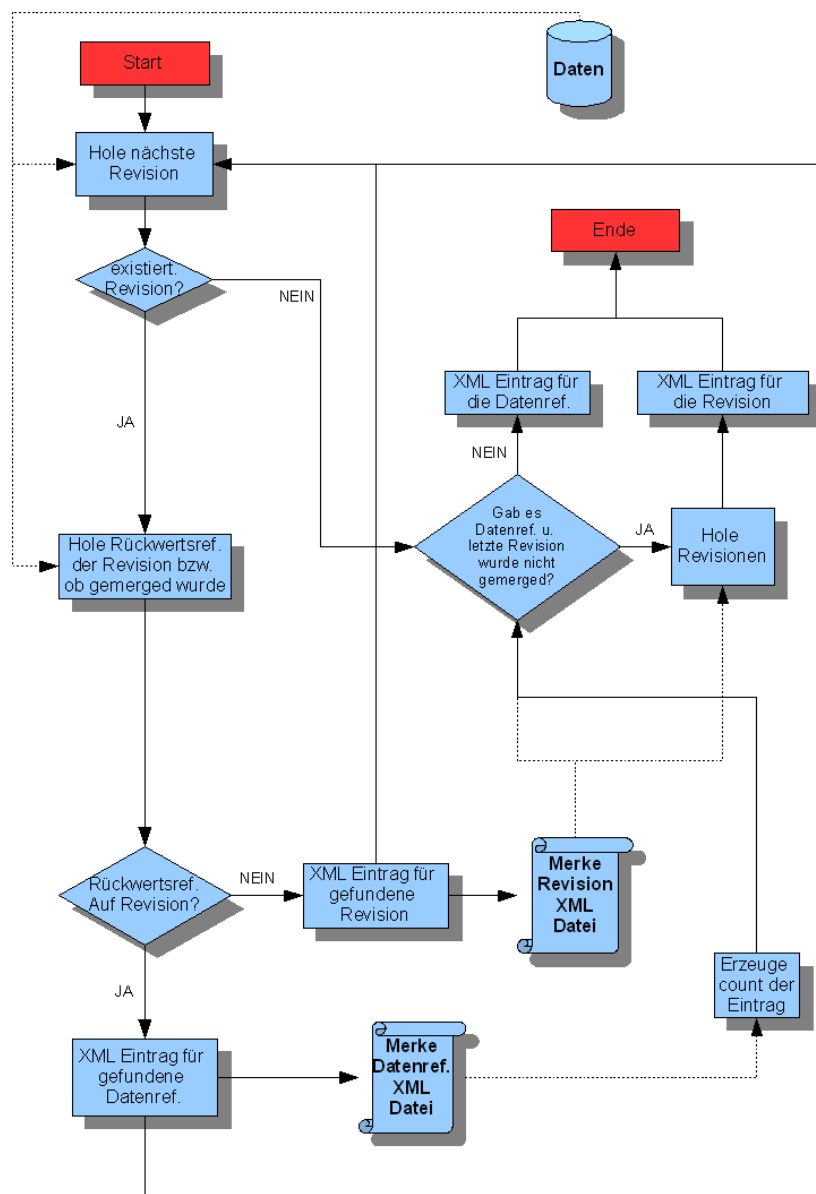 Start
Daten
Hole nächste
Revision
existiert.
Revision?
NEIN
JA
Ende
XML Eintrag für
die Datenref.
XML Eintrag für
die Revision
NEIN
Gab es
Datenref. u.
letzte Revision
wurde nicht
gemerged?
JA
Hole
Revisionen
Hole Rückwertsref.
der Revision bzw.
ob gemerged wurde
Rückwertsref.
Auf Revision?
NEIN
XML Eintrag für
gefundene
Revision
Merke
Revision
XML
Datei
JA
Erzeuge
count der
Eintrag
XML Eintrag für
gefundene
Datenref.
Merke
Datenref.
XML
Datei